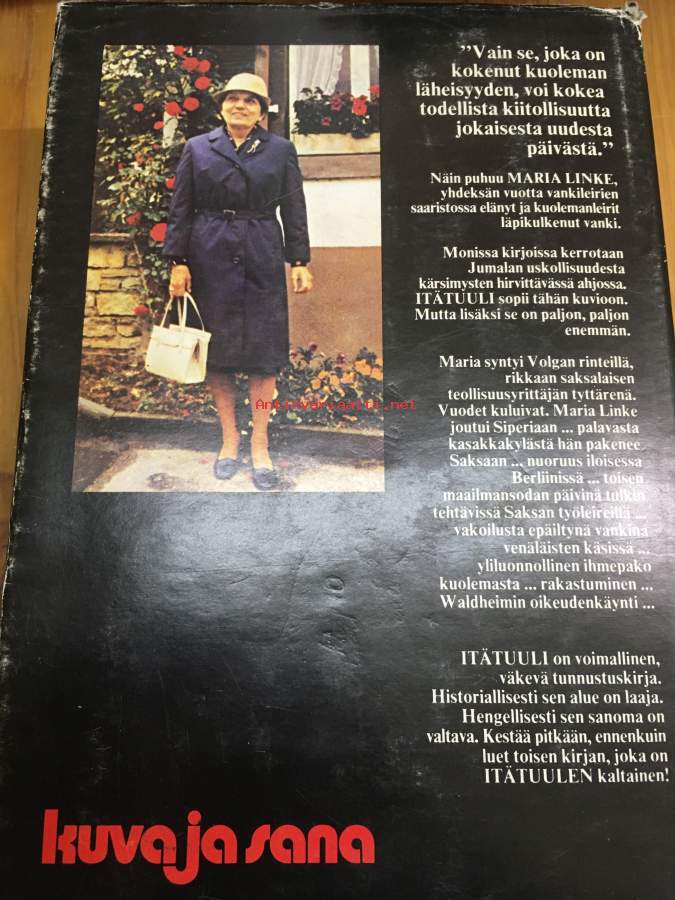 "Vain se, joka on
kokenut kuoleman
läheisyyden, voi kokea
todellista kiitollisuutta
jokaisesta uudesta
päivästä."
Näin puhuu MARIA LINKE,
yhdeksän vuotta vankileirien
saaristossa elänyt ja kuolemanleirit
läpikulkenut vanki.
Monissa kirjoissa kerrotaan
Jumalan uskollisuudesta
kärsimysten hirvittävässä ahjossa.
ITÄTUULI sopii tähän kuvioon.
Mutta lisäksi se on paljon, paljon
enemmän.
Maria syntyi Volgan rinteillä,
rikkaan saksalaisen
teollisuusyrittäjän tyttärenä.
Vuodet kuluivat. Maria Linke
joutui Siperiaan ... palavasta
kasakkakylästä hän pakenee
Saksaan ... nuoruus iloisessa
Berliinissä ... toisen
maailmansodan päivinä tulkin
tehtävissä Saksan työleireillä ...
vakoilusta epäiltynä vankina
venäläisten käsissä ...
yliluonnollinen ihmepako
kuolemasta ... rakastuminen ...
Waldheimin oikeudenkäynti ...
ITÄTUULI on voimallinen,
väkevä tunnustuskirja.
Historiallisesti sen alue on laaja.
Hengellisesti sen sanoma on
valtava. Kestää pitkään, ennenkuin
luet toisen kirjan, joka on
ITÄTUULEN kaltainen!
kuva ja sana
Antikvariaatti.net